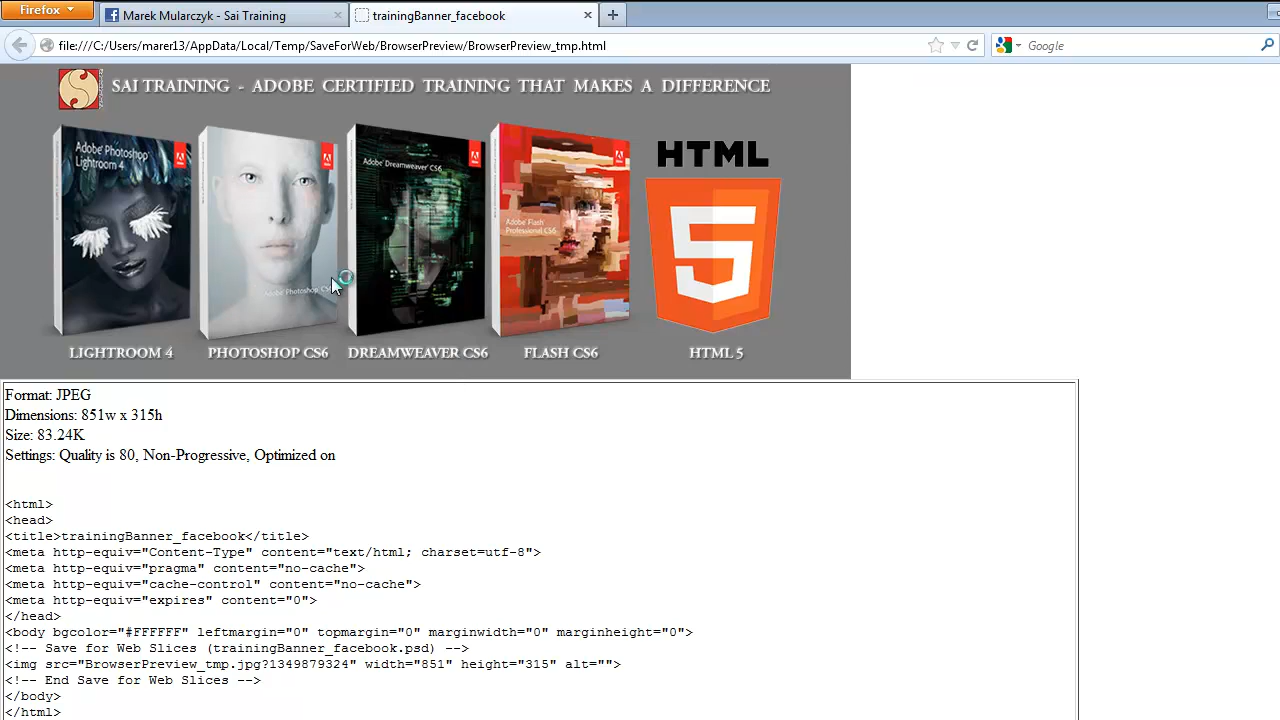 Firefox
Marek Mularczyk - Sai Training
trainingBanner_facebook
file:///C:/Users/marer13/AppData/Local/Temp/SaveForWeb/BrowserPreview/BrowserPreview_tmp.html
Google
SAI TRAINING - ADOBE CERTIFIED TRAINING THAT MAKES A DIFFERENCE
Adobe Photoshop
Lightroom 4
Adobe Photoshop CS6
Adobe Dreamweaver CS6
Adobe Flash
Professional CS6
HTML
5
LIGHTROOM 4
PHOTOSHOP CS6
DREAMWEAVER CS6
FLASH CS6
HTML 5
Format: JPEG
Dimensions: 851w x 315h
Size: 83.24K
Settings: Quality is 80, Non-Progressive, Optimized on
<html>
<head>
<title>trainingBanner_facebook</title>
<meta http-equiv="Content-Type" content="text/html; charset=utf-8">
<meta http-equiv="pragma" content="no-cache">
<meta http-equiv="cache-control" content="no-cache">
<meta http-equiv="expires" content="0">
</head>
<body bgcolor="#FFFFFF" leftmargin="0" topmargin="0" marginwidth="0" marginheight="0">
<!-- Save for Web Slices (trainingBanner_facebook.psd) -->
<img src="BrowserPreview_tmp.jpg?1349879324" width="851" height="315" alt="">
<!-- End Save for Web Slices -->
</body>
</html>